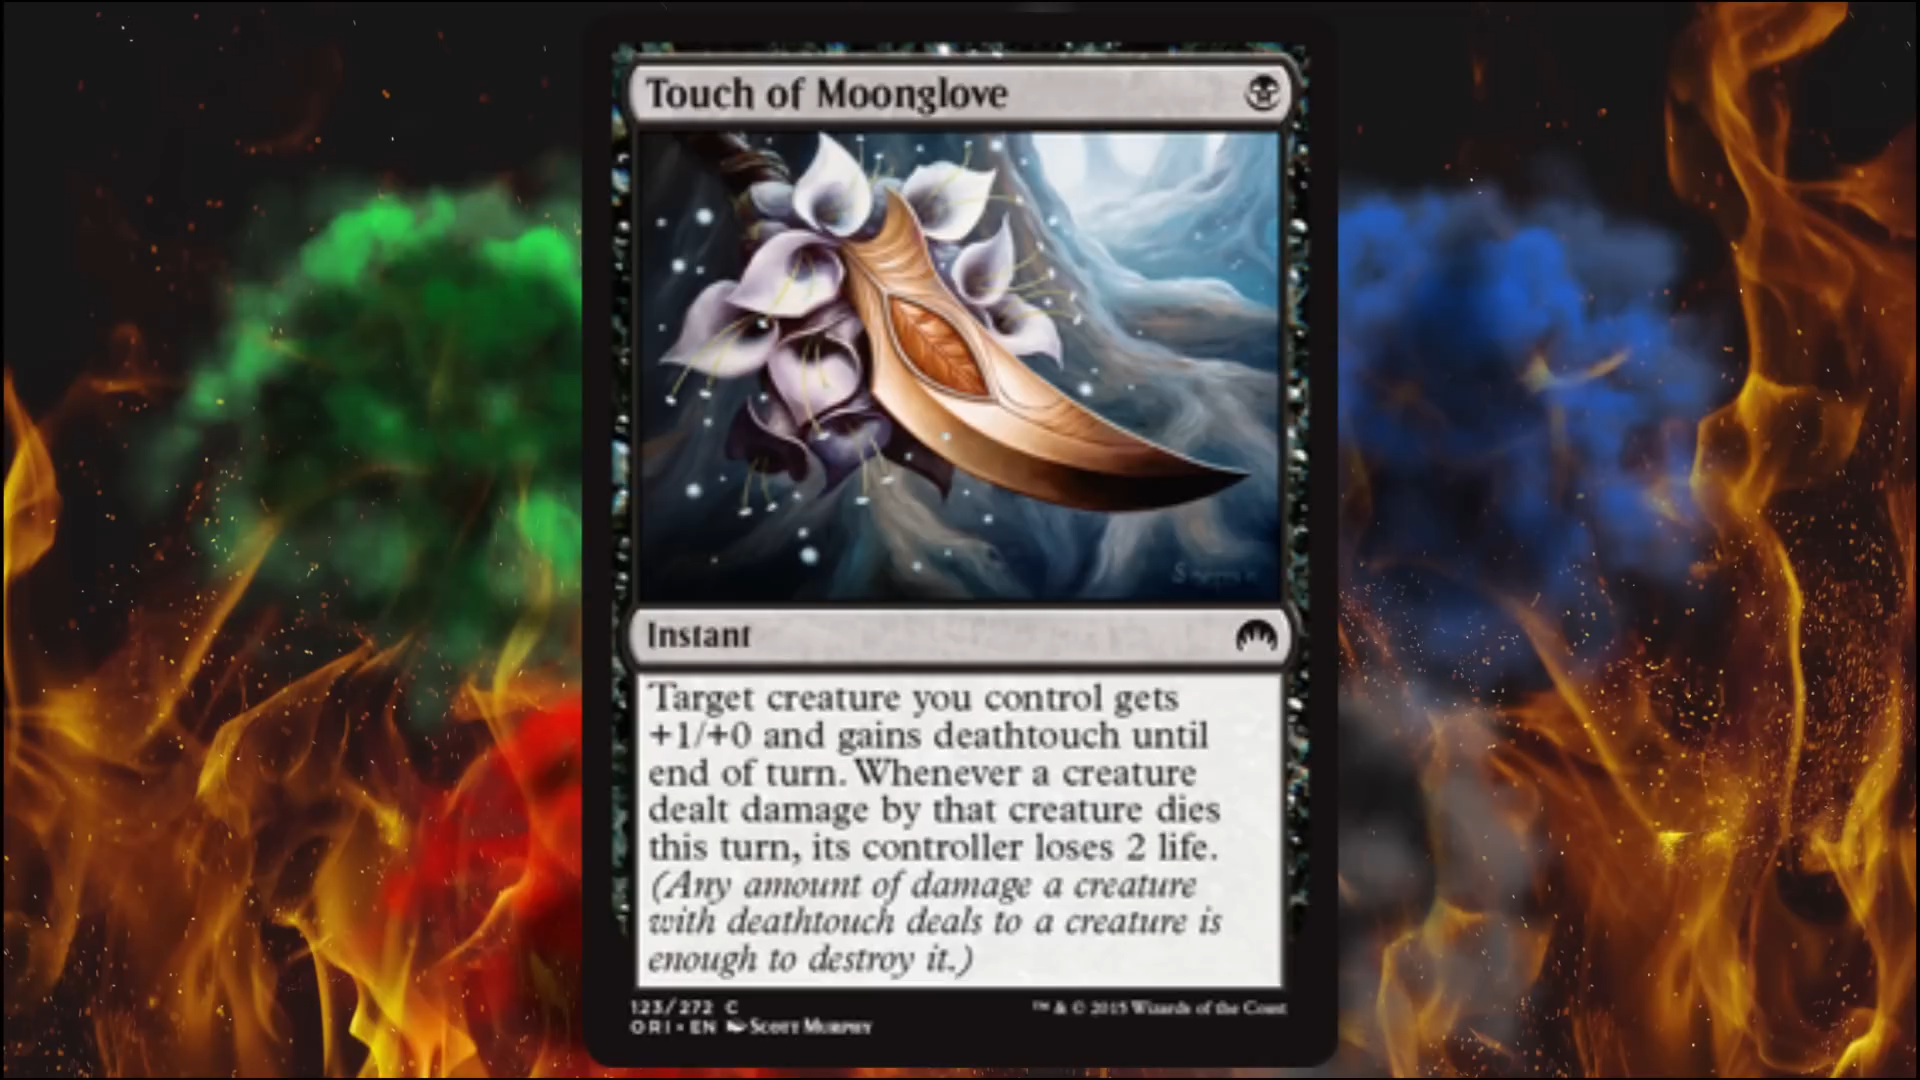 Touch of Moonglove
Instant
Target creature you control gets
+1/+0 and gains deathtouch until
end of turn. Whenever a creature
dealt damage by that creature dies
this turn, its controller loses 2 life.
(Any amount of damage a creature
with deathtouch deals to a creature is
enough to destroy it.)
123/272 C
™ & © 2015 Wizards of the Coast
ORI • EN Scott Murphy